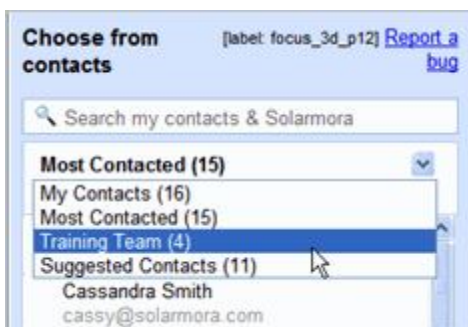 Choose from contacts
[label: focus_3d_p12] Report a bug
Search my contacts & Solarmora
Most Contacted (15)
My Contacts (16)
Most Contacted (15)
Training Team (4)
Suggested Contacts (11)
Cassandra Smith
cassy@solarmora.com